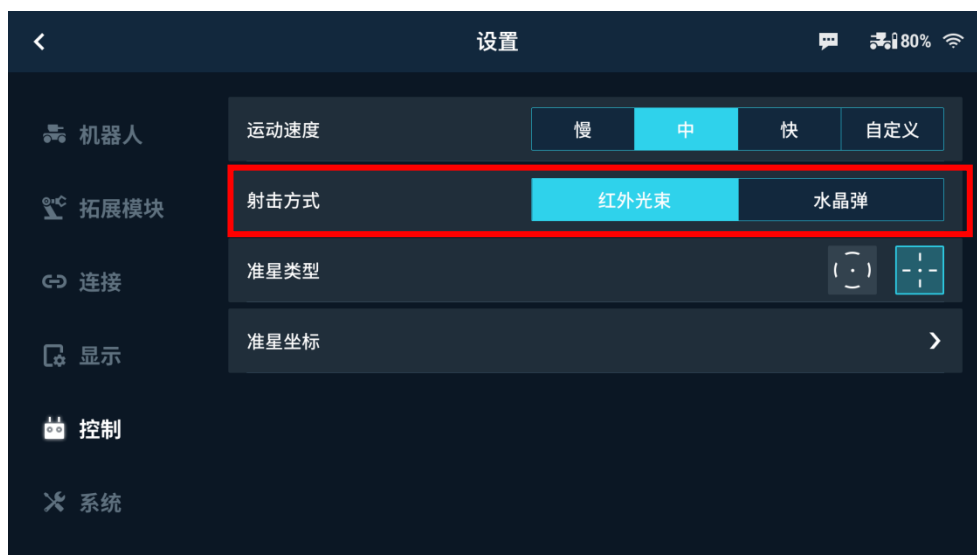 设置
80%
机器人
运动速度 慢 中 快 自定义
拓展模块
射击方式 红外光束 水晶弹
连接
准星类型
显示
准星坐标
控制
系统